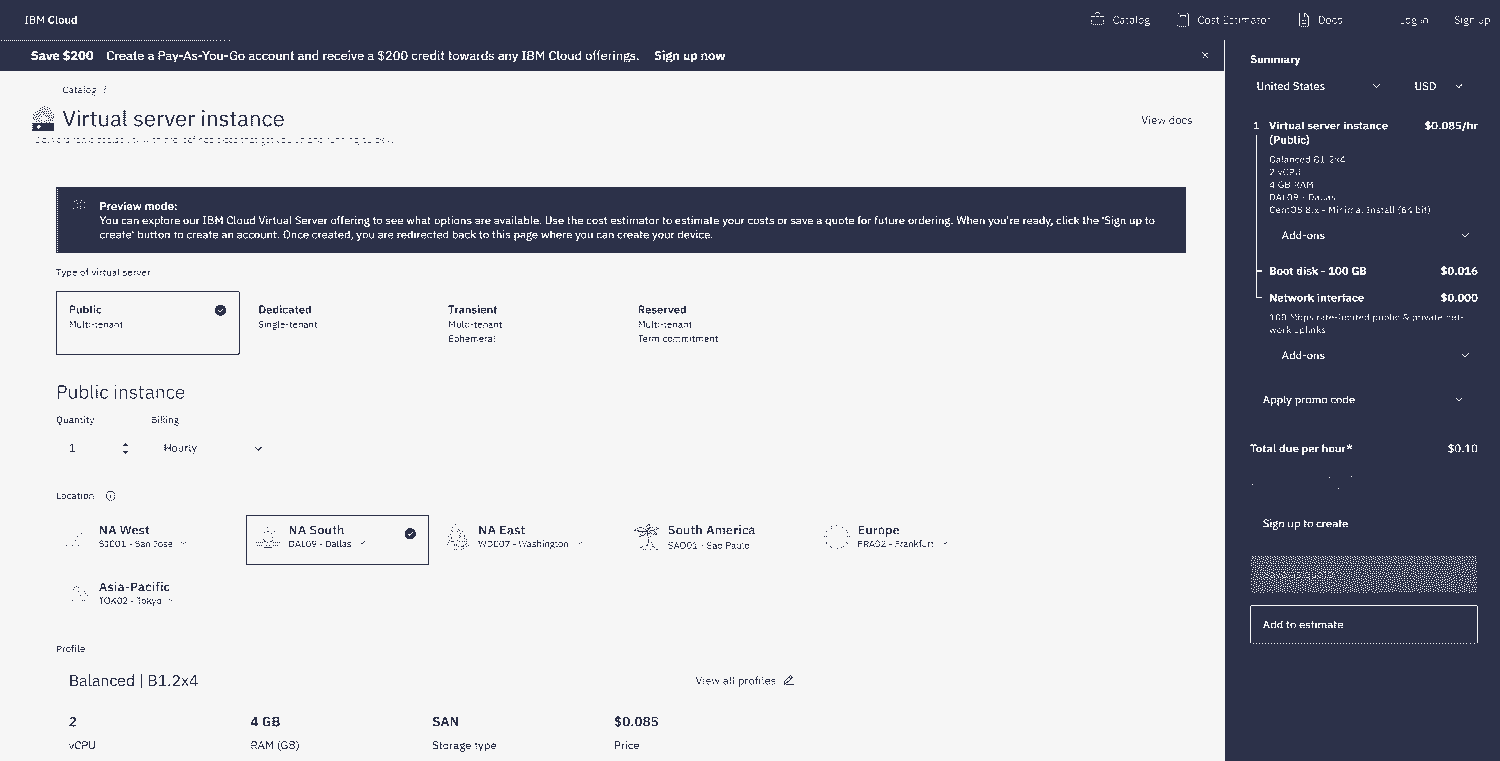 IBM Cloud
Catalog
Cost Estimator
Docs
Log in
Sign up
Save $200 Create a Pay-As-You-Go account and receive a $200 credit towards any IBM Cloud offerings. Sign up now
Catalog /
Virtual server instance
View docs
Preview mode:
You can explore our IBM Cloud Virtual Server offering to see what options are available. Use the cost estimator to estimate your costs or save a quote for future ordering. When you're ready, click the 'Sign up to
create' button to create an account. Once created, you are redirected back to this page where you can create your device.
Type of virtual server
Public
Multi-tenant
Dedicated
Single-tenant
Transient
Multi-tenant
Ephemeral
Reserved
Multi-tenant
Term commitment
Public instance
Quantity
Billing
1
Hourly
Location
NA West
SJC01 - San Jose
NA South
DAL09 - Dallas
NA East
WDC07 - Washington
South America
SAO01 - Sao Paulo
Europe
FRA02 - Frankfurt
Asia-Pacific
TOK02 - Tokyo
Profile
Balanced | B1.2x4
View all profiles
2
vCPU
4 GB
RAM (GB)
SAN
Storage type
$0.085
Price
Summary
United States
USD
1 Virtual server instance $0.085/hr
(Public)
Balanced B1.2x4
2 vCPU
4 GB RAM
DAL09 - Dallas
CentOS 8.x - Minimal Install (64 bit)
Add-ons
Boot disk - 100 GB $0.016
Network interface $0.000
100 Mbps rate-limited public & private net-
work uplinks
Add-ons
Apply promo code
Total due per hour* $0.10
Sign up to create
Add to estimate